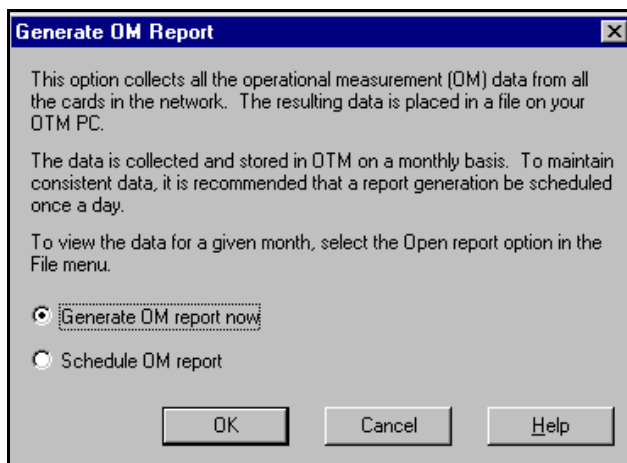 Generate OM Report
This option collects all the operational measurement (OM) data from all
the cards in the network. The resulting data is placed in a file on your
OTM PC.
The data is collected and stored in OTM on a monthly basis. To maintain
consistent data, it is recommended that a report generation be scheduled
once a day.
To view the data for a given month, select the Open report option in the
File menu.
Generate OM report now
Schedule OM report
OK Cancel Help